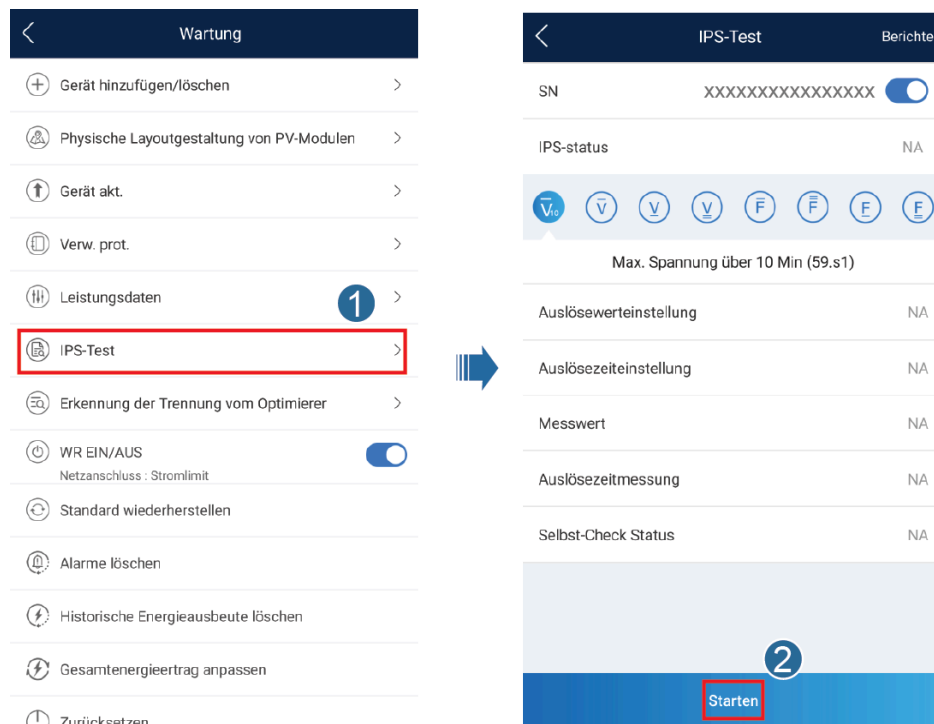 Wartung
Gerät hinzufügen/löschen
Physische Layoutgestaltung von PV-Modulen
Gerät akt.
Verw. prot.
Leistungsdaten
1
IPS-Test
Erkennung der Trennung vom Optimierer
WR EIN/AUS
Netzanschluss : Stromlimit
Standard wiederherstellen
Alarme löschen
Historische Energieausbeute löschen
Gesamtenergieertrag anpassen
Zurücksetzen
IPS-Test Berichte
SN XXXXXXXXXXXXXXXX
IPS-status NA
V̅10 V̅ V̲ V̳ F̅ F̿ F̲ F̳
Max. Spannung über 10 Min (59.s1)
Auslösewerteinstellung NA
Auslösezeiteinstellung NA
Messwert NA
Auslösezeitmessung NA
Selbst-Check Status NA
2
Starten